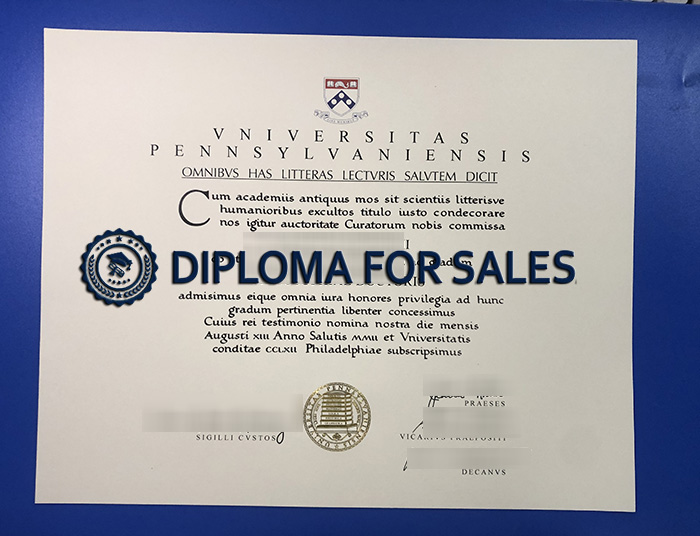 VNIVERSITAS
PENNSYLVANIENSIS
OMNIBVS HAS LITTERAS LECTVRIS SALVTEM DICIT
Cum academiis antiquus mos sit scientiis litterisve
humanioribus excultos titulo iusto condecorare
nos igitur auctoritate Curatorum nobis commissa
DIPLOMA FOR SALES
admisimus eique omnia iura honores privilegia ad hunc
gradum pertinentia libenter concessimus
Cuius rei testimonio nomina nostra die mensis
Augusti XIII Anno Salutis MMII et Vniversitatis
conditae CCLXII Philadelphiae subscripsimus
SIGILLI CVSTOS
PRAESES
VICARIVS PRAEPOSITI
DECANVS